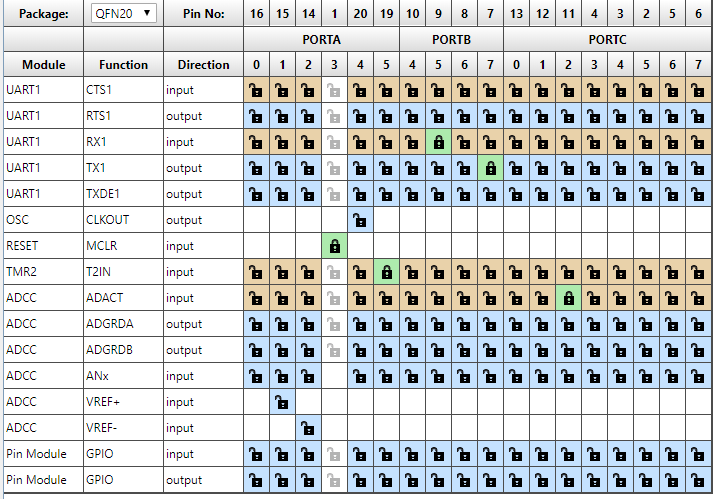 Package: QFN20 Pin No: 16 15 14 1 20 19 10 9 8 7 13 12 11 4 3 2 5 6
PORTA PORTB PORTC
Module Function Direction 0 1 2 3 4 5 4 5 6 7 0 1 2 3 4 5 6 7
UART1 CTS1 input
UART1 RTS1 output
UART1 RX1 input
UART1 TX1 output
UART1 TXDE1 output
OSC CLKOUT output
RESET MCLR input
TMR2 T2IN input
ADCC ADACT input
ADCC ADGRDA output
ADCC ADGRDB output
ADCC ANx input
ADCC VREF+ input
ADCC VREF- input
Pin Module GPIO input
Pin Module GPIO output